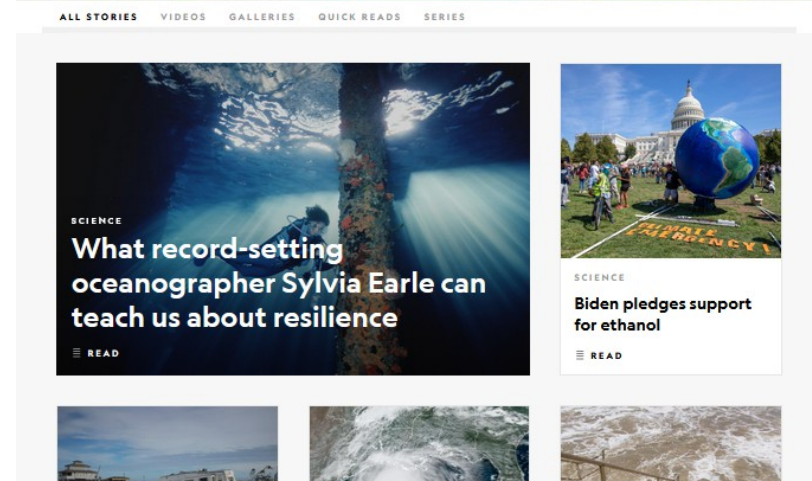 ALL STORIES VIDEOS GALLERIES QUICK READS SERIES
SCIENCE
What record-setting
oceanographer Sylvia Earle can
teach us about resilience
READ
CLIMATE
EMERGENCY!
SCIENCE
Biden pledges support
for ethanol
READ